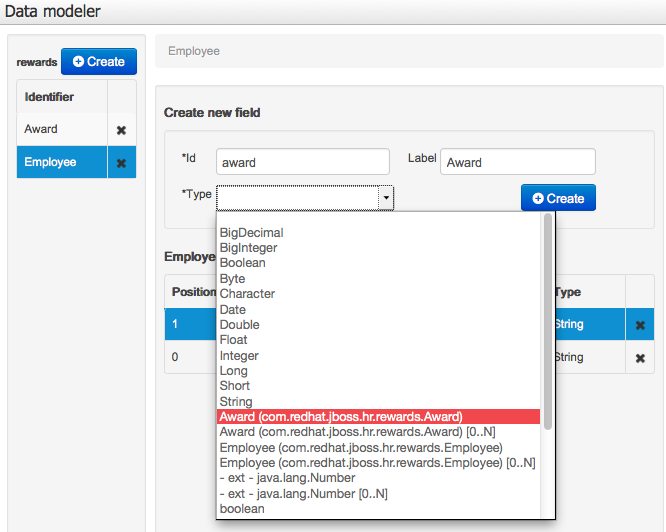 Data modeler
rewards
Create
Identifier
Award
Employee
Employee
Create new field
*Id
award
Label
Award
*Type
Create
BigDecimal
BigInteger
Boolean
Byte
Character
Date
Double
Float
Integer
Long
Short
String
Award (com.redhat.jboss.hr.rewards.Award)
Award (com.redhat.jboss.hr.rewards.Award) [0..N]
Employee (com.redhat.jboss.hr.rewards.Employee)
Employee (com.redhat.jboss.hr.rewards.Employee) [0..N]
- ext - java.lang.Number
- ext - java.lang.Number [0..N]
boolean
Employe
Position
Type
1
String
0
String